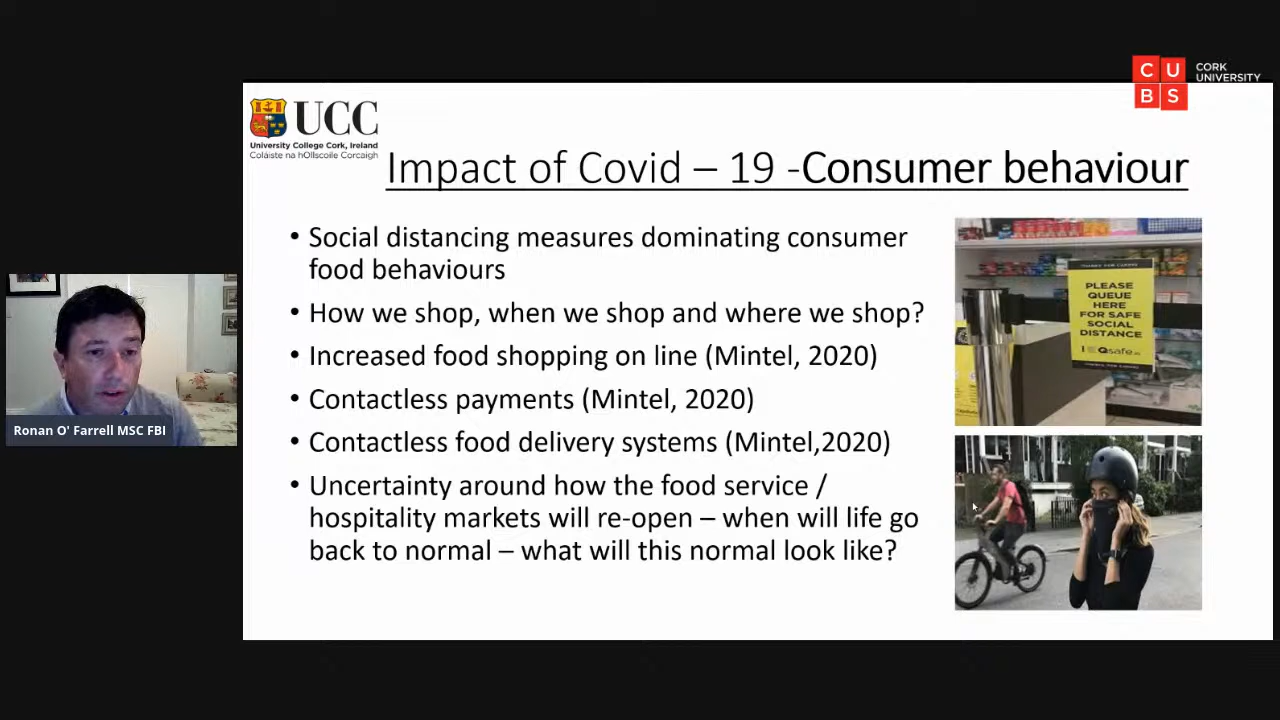 CORK
UNIVERSITY
C U
B S
UCC
University College Cork, Ireland
Coláiste na hOllscoile Corcaigh
Impact of Covid – 19 -Consumer behaviour
• Social distancing measures dominating consumer
food behaviours
• How we shop, when we shop and where we shop?
• Increased food shopping on line (Mintel, 2020)
• Contactless payments (Mintel, 2020)
• Contactless food delivery systems (Mintel,2020)
• Uncertainty around how the food service /
hospitality markets will re-open – when will life go
back to normal – what will this normal look like?
PLEASE
QUEUE
HERE
FOR SAFE
SOCIAL
DISTANCE
Ronan O' Farrell MSC FBI